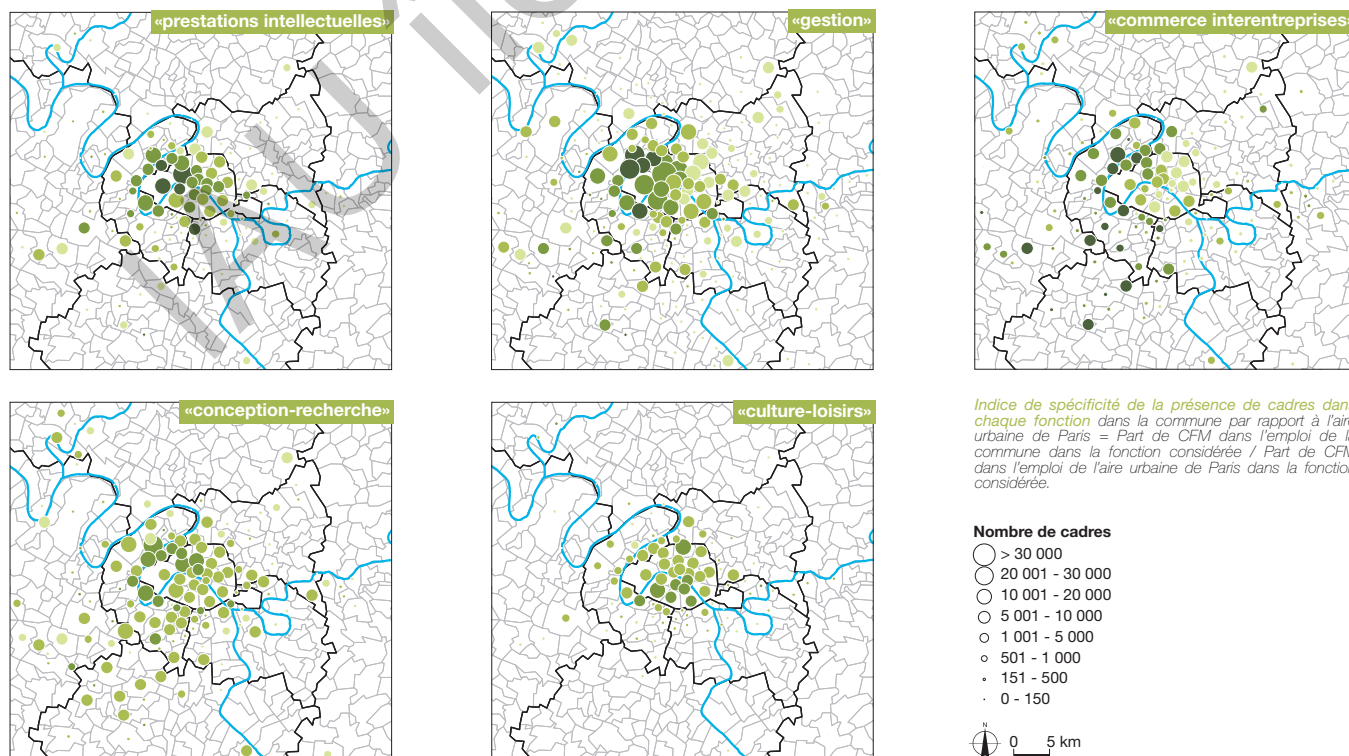 «prestations intellectuelles»
«gestion»
«commerce interentreprises»
«conception-recherche»
«culture-loisirs»
Indice de spécificité de la présence de cadres dans
chaque fonction dans la commune par rapport à l'aire
urbaine de Paris = Part de CFM dans l'emploi de la
commune dans la fonction considérée / Part de CFM
dans l'emploi de l'aire urbaine de Paris dans la fonction
considérée.
Nombre de cadres
> 30 000
20 001 - 30 000
10 001 - 20 000
5 001 - 10 000
1 001 - 5 000
501 - 1 000
151 - 500
0 - 150
N
0 5 km
IAU